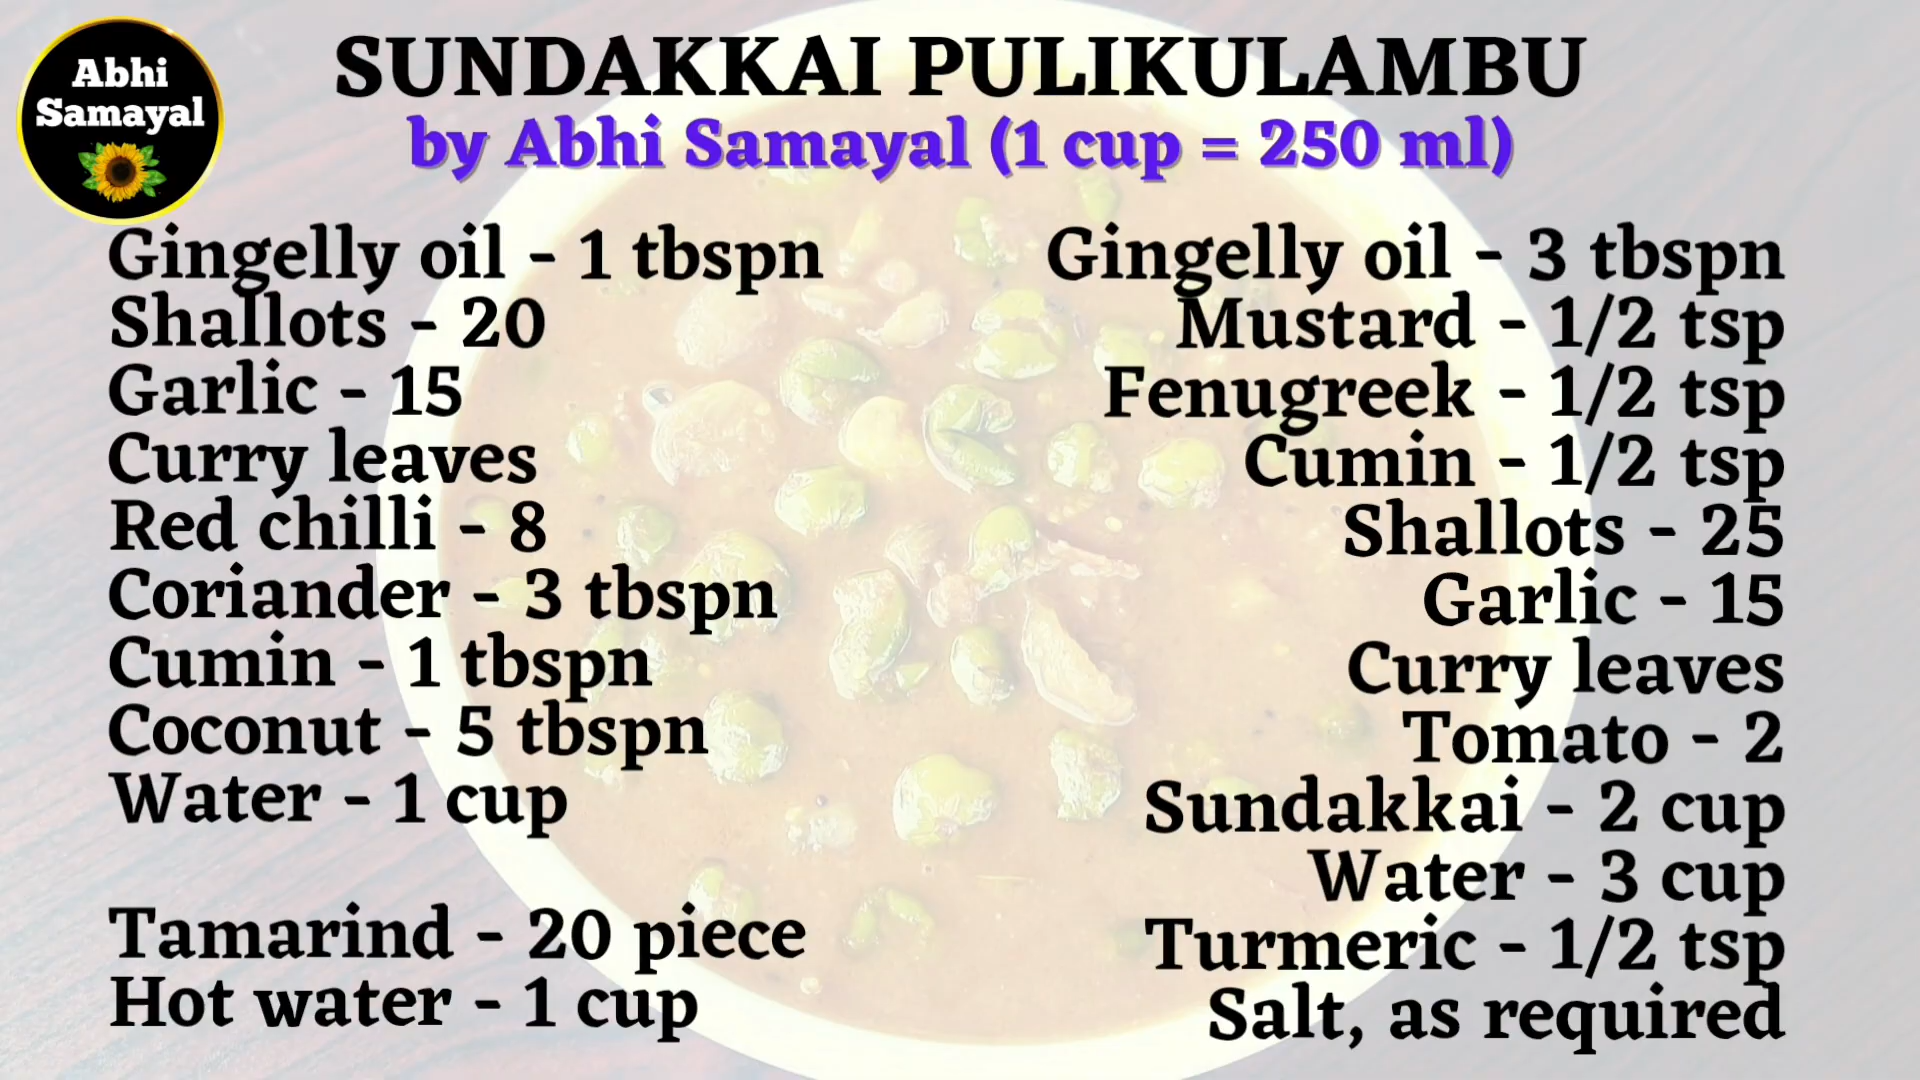 Abhi
Samayal
SUNDAKKAI PULIKULAMBU
by Abhi Samayal (1 cup = 250 ml)
Gingelly oil - 1 tbspn
Shallots - 20
Garlic - 15
Curry leaves
Red chilli - 8
Coriander - 3 tbspn
Cumin - 1 tbspn
Coconut - 5 tbspn
Water - 1 cup
Tamarind - 20 piece
Hot water - 1 cup
Gingelly oil - 3 tbspn
Mustard - 1/2 tsp
Fenugreek - 1/2 tsp
Cumin - 1/2 tsp
Shallots - 25
Garlic - 15
Curry leaves
Tomato - 2
Sundakkai - 2 cup
Water - 3 cup
Turmeric - 1/2 tsp
Salt, as required